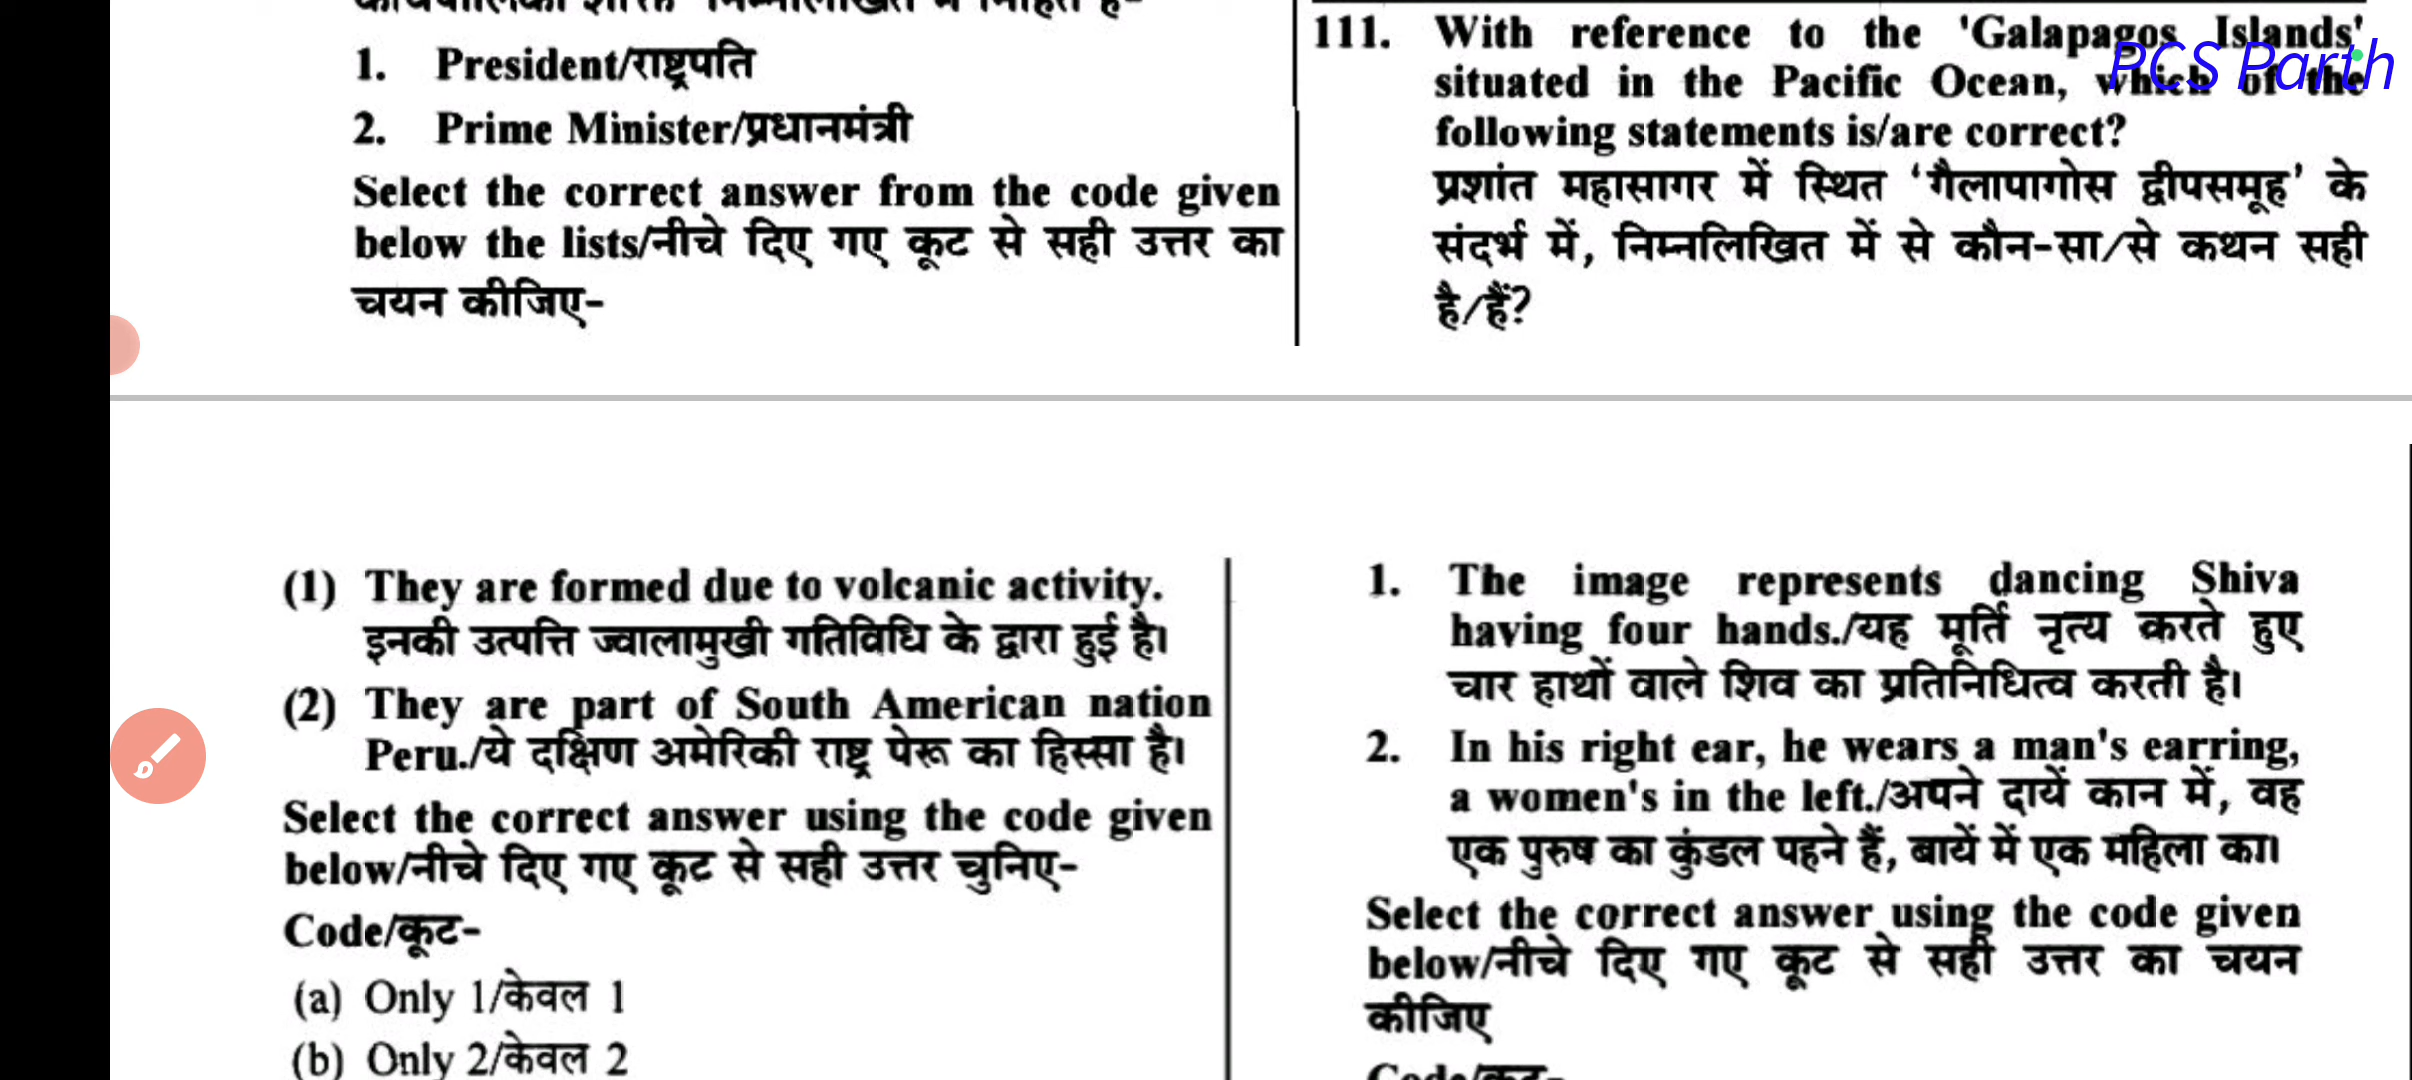 1. President/राष्ट्रपति
2. Prime Minister/प्रधानमंत्री
Select the correct answer from the code given
below the lists/नीचे दिए गए कूट से सही उत्तर का
चयन कीजिए-
111. With reference to the 'Galapagos Islands'
situated in the Pacific Ocean, which of the
following statements is/are correct?
प्रशांत महासागर में स्थित ‘गैलापागोस द्वीपसमूह’ के
संदर्भ में, निम्नलिखित में से कौन-सा/से कथन सही
है/हैं?
PCS Parth
(1) They are formed due to volcanic activity.
इनकी उत्पत्ति ज्वालामुखी गतिविधि के द्वारा हुई है।
(2) They are part of South American nation
Peru./ये दक्षिण अमेरिकी राष्ट्र पेरू का हिस्सा है।
Select the correct answer using the code given
below/नीचे दिए गए कूट से सही उत्तर चुनिए-
Code/कूट-
(a) Only 1/केवल 1
(b) Only 2/केवल 2
1. The image represents dancing Shiva
having four hands./यह मूर्ति नृत्य करते हुए
चार हाथों वाले शिव का प्रतिनिधित्व करती है।
2. In his right ear, he wears a man's earring,
a women's in the left./अपने दायें कान में, वह
एक पुरुष का कुंडल पहने हैं, बायें में एक महिला का।
Select the correct answer using the code given
below/नीचे दिए गए कूट से सही उत्तर का चयन
कीजिए
Code/कूट-